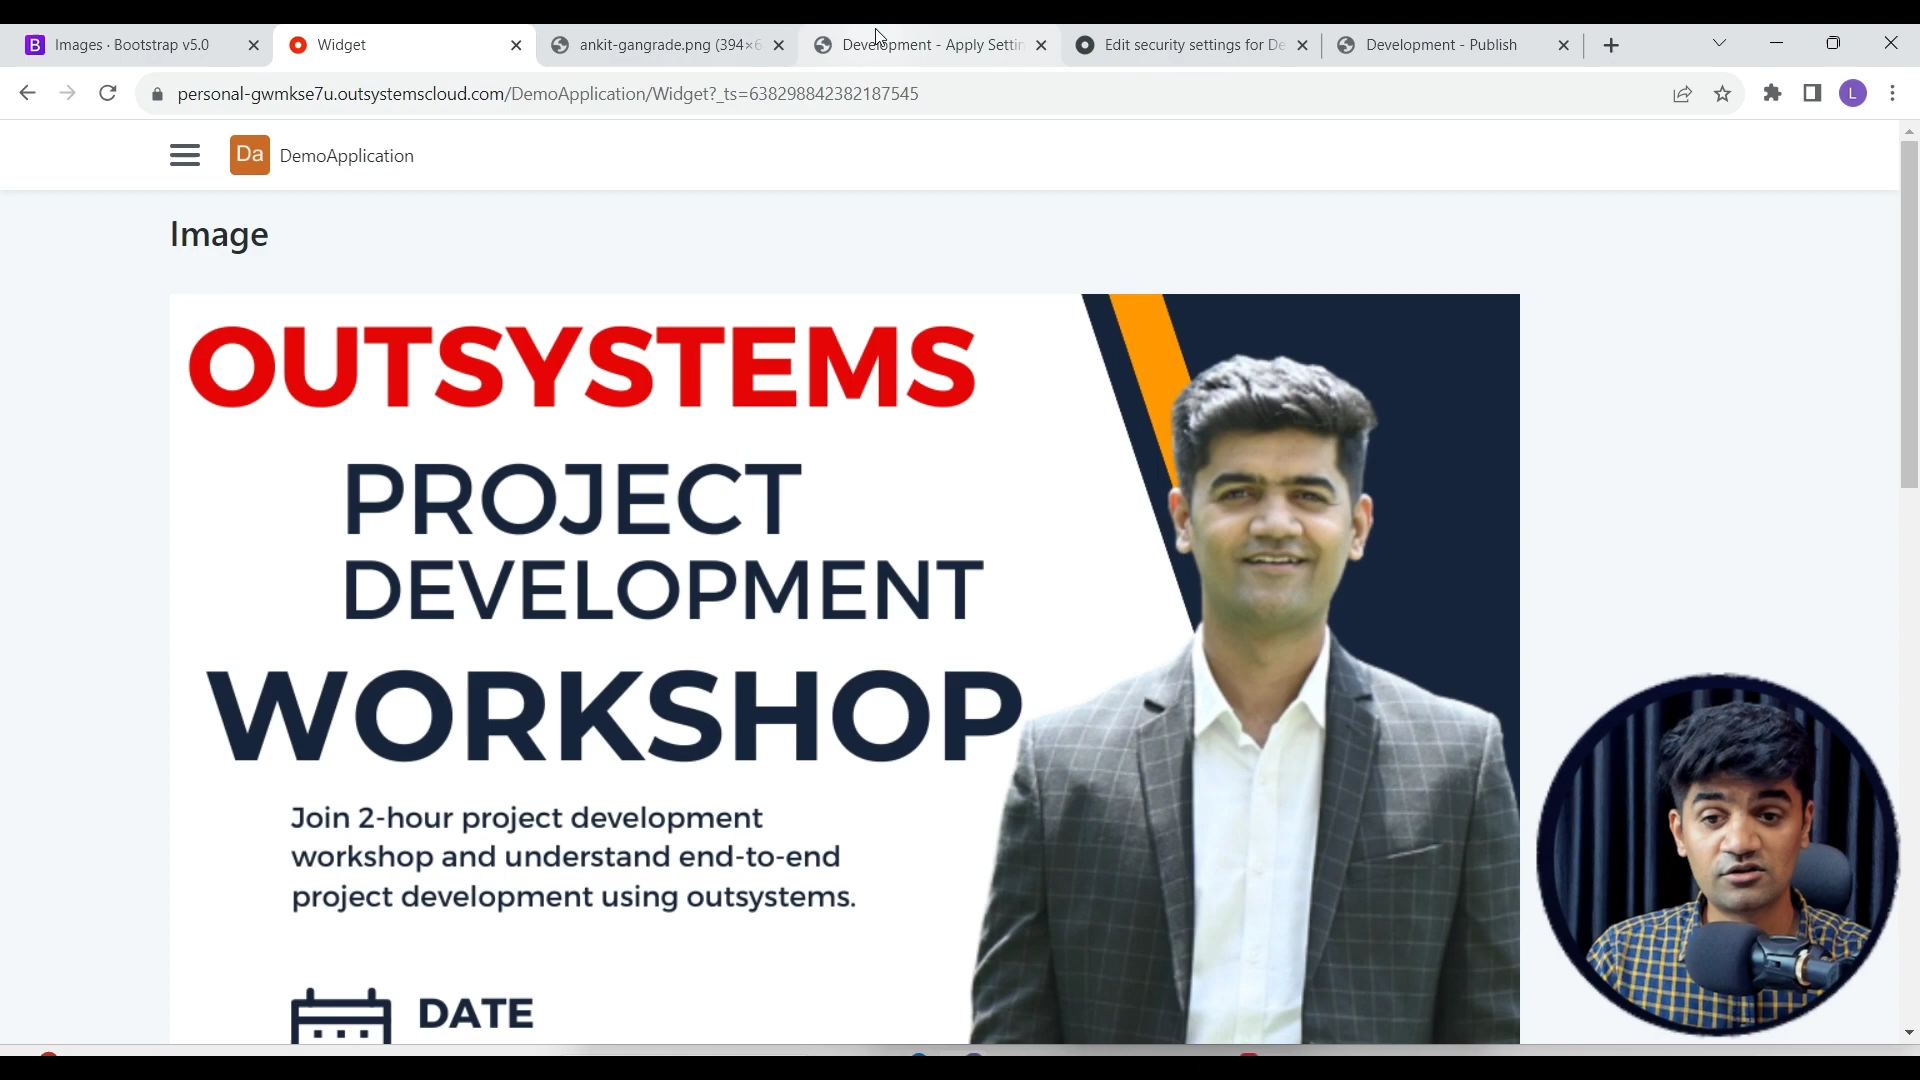 Images · Bootstrap v5.0
Widget
ankit-gangrade.png (394×6
Development - Apply Settin
Edit security settings for De
Development - Publish
personal-gwmkse7u.outsystemscloud.com/DemoApplication/Widget?_ts=638298842382187545
L
Da DemoApplication
Image
OUTSYSTEMS
PROJECT
DEVELOPMENT
WORKSHOP
Join 2-hour project development
workshop and understand end-to-end
project development using outsystems.
DATE